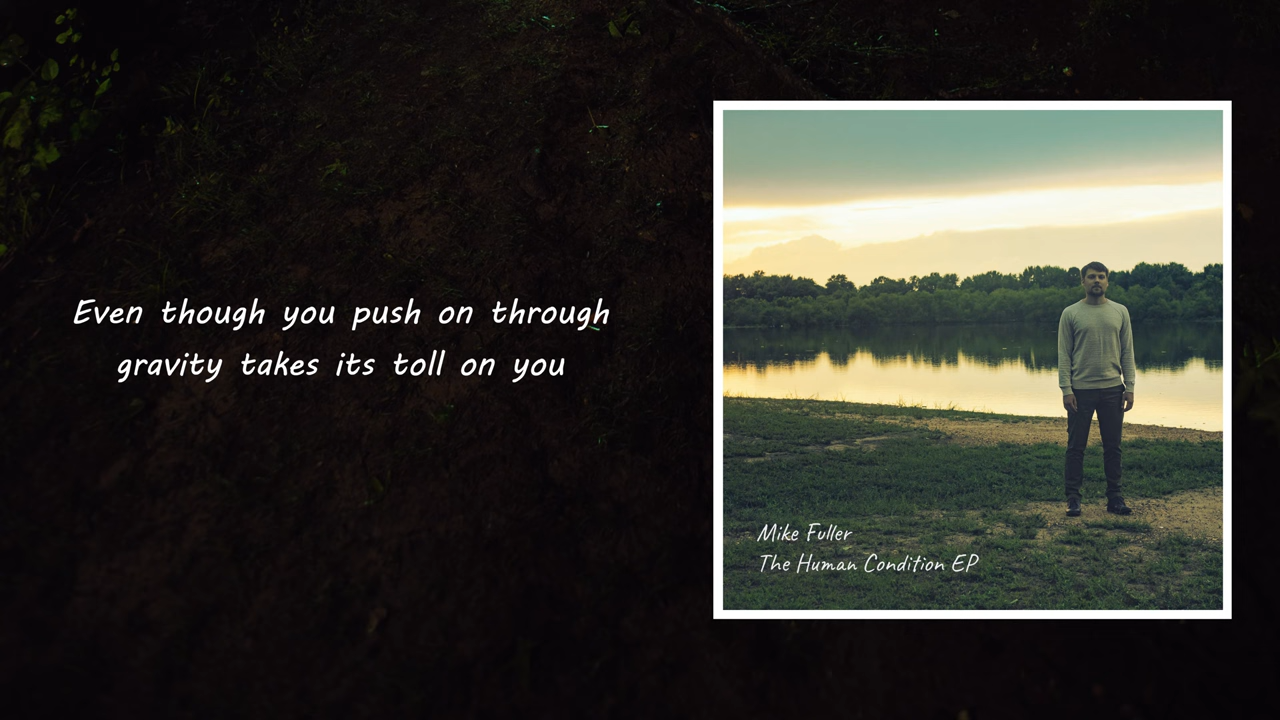 Even though you push on through
gravity takes its toll on you
Mike Fuller
The Human Condition EP